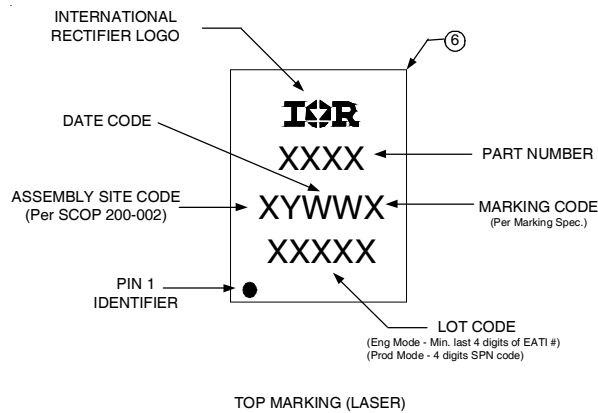 INTERNATIONAL
RECTIFIER LOGO
6
IOR
DATE CODE
XXXX
PART NUMBER
ASSEMBLY SITE CODE
(Per SCOP 200-002)
XYWWX
MARKING CODE
(Per Marking Spec.)
XXXXX
PIN 1
IDENTIFIER
LOT CODE
(Eng Mode - Min. last 4 digits of EATI #)
(Prod Mode - 4 digits SPN code)
TOP MARKING (LASER)